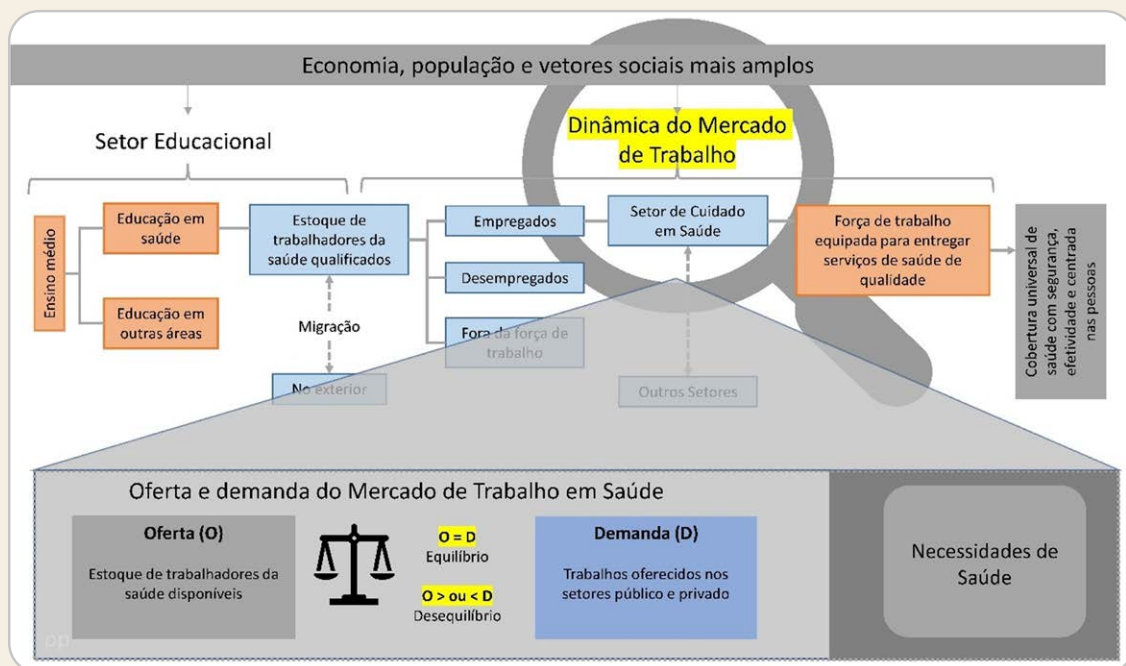 Economia, população e vetores sociais mais amplos
Setor Educacional
Dinâmica do Mercado
de Trabalho
Ensino médio
Educação em
saúde
Educação em
outras áreas
Estoque de
trabalhadores da
saúde qualificados
Migração
No exterior
Empregados
Desempregados
Fora da força de
trabalho
Setor de Cuidado
em Saúde
Outros Setores
Força de trabalho
equipada para entregar
serviços de saúde de
qualidade
Cobertura universal de
saúde com segurança,
efetividade e centrada
nas pessoas
Oferta e demanda do Mercado de Trabalho em Saúde
Oferta (O)
Estoque de trabalhadores da
saúde disponíveis
O = D
Equilíbrio
O > ou < D
Desequilíbrio
Demanda (D)
Trabalhos oferecidos nos
setores público e privado
Necessidades de
Saúde